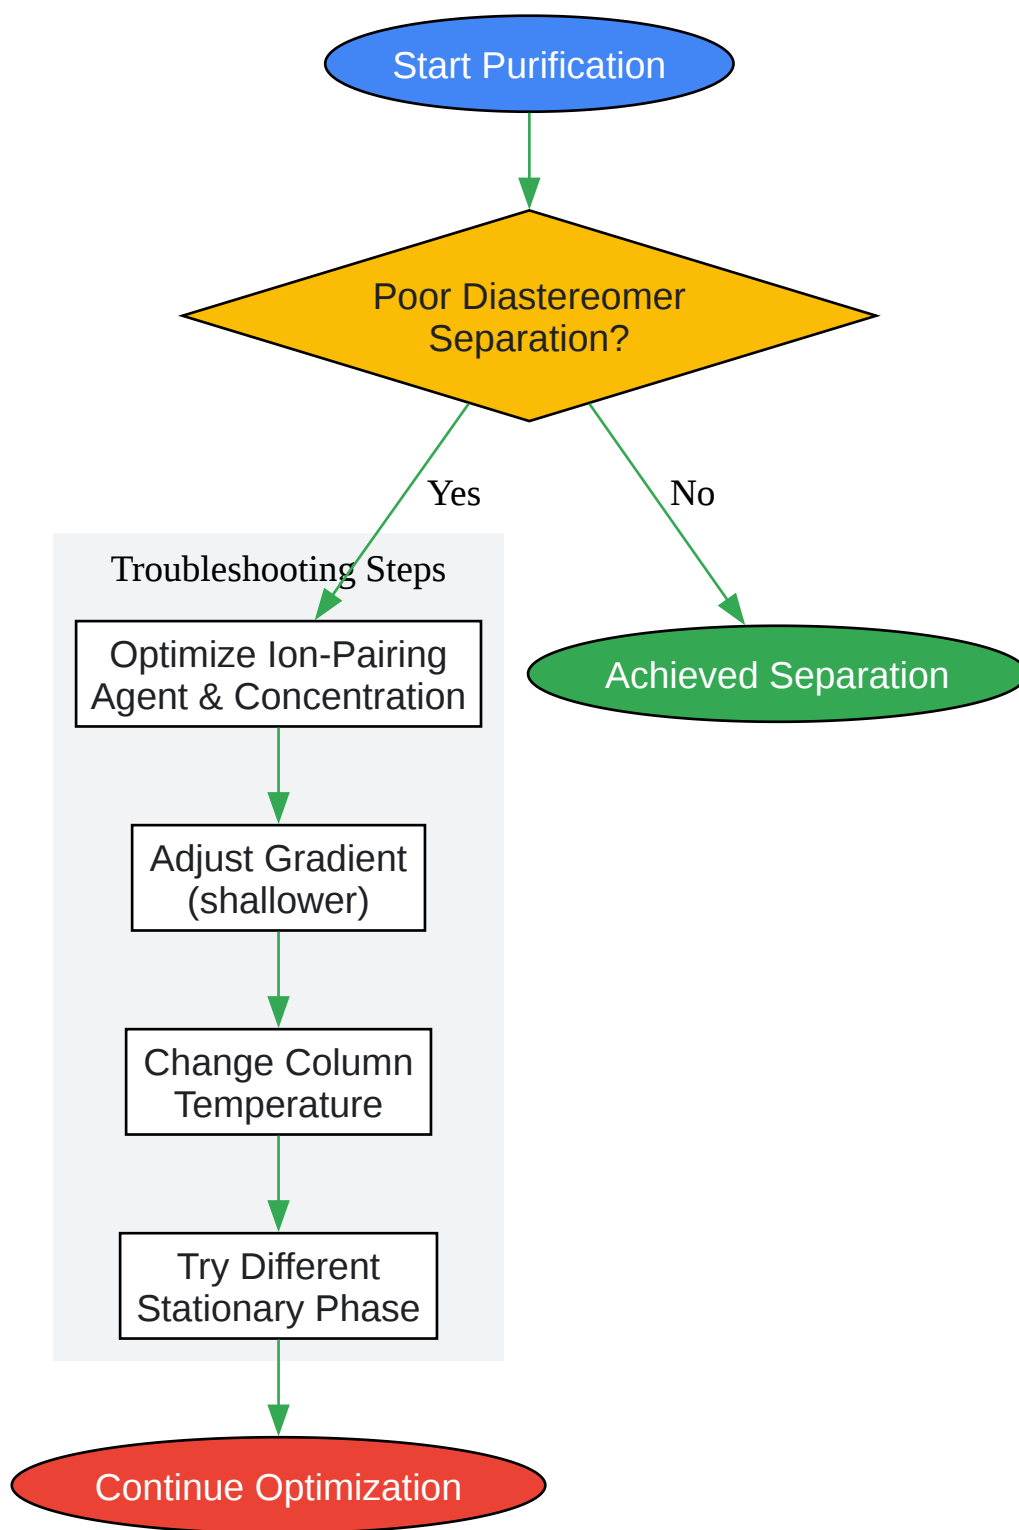 Start Purification
Poor Diastereomer
Separation?
Yes
No
Troubleshooting Steps
Optimize Ion-Pairing
Agent & Concentration
Achieved Separation
Adjust Gradient
(shallower)
Change Column
Temperature
Try Different
Stationary Phase
Continue Optimization